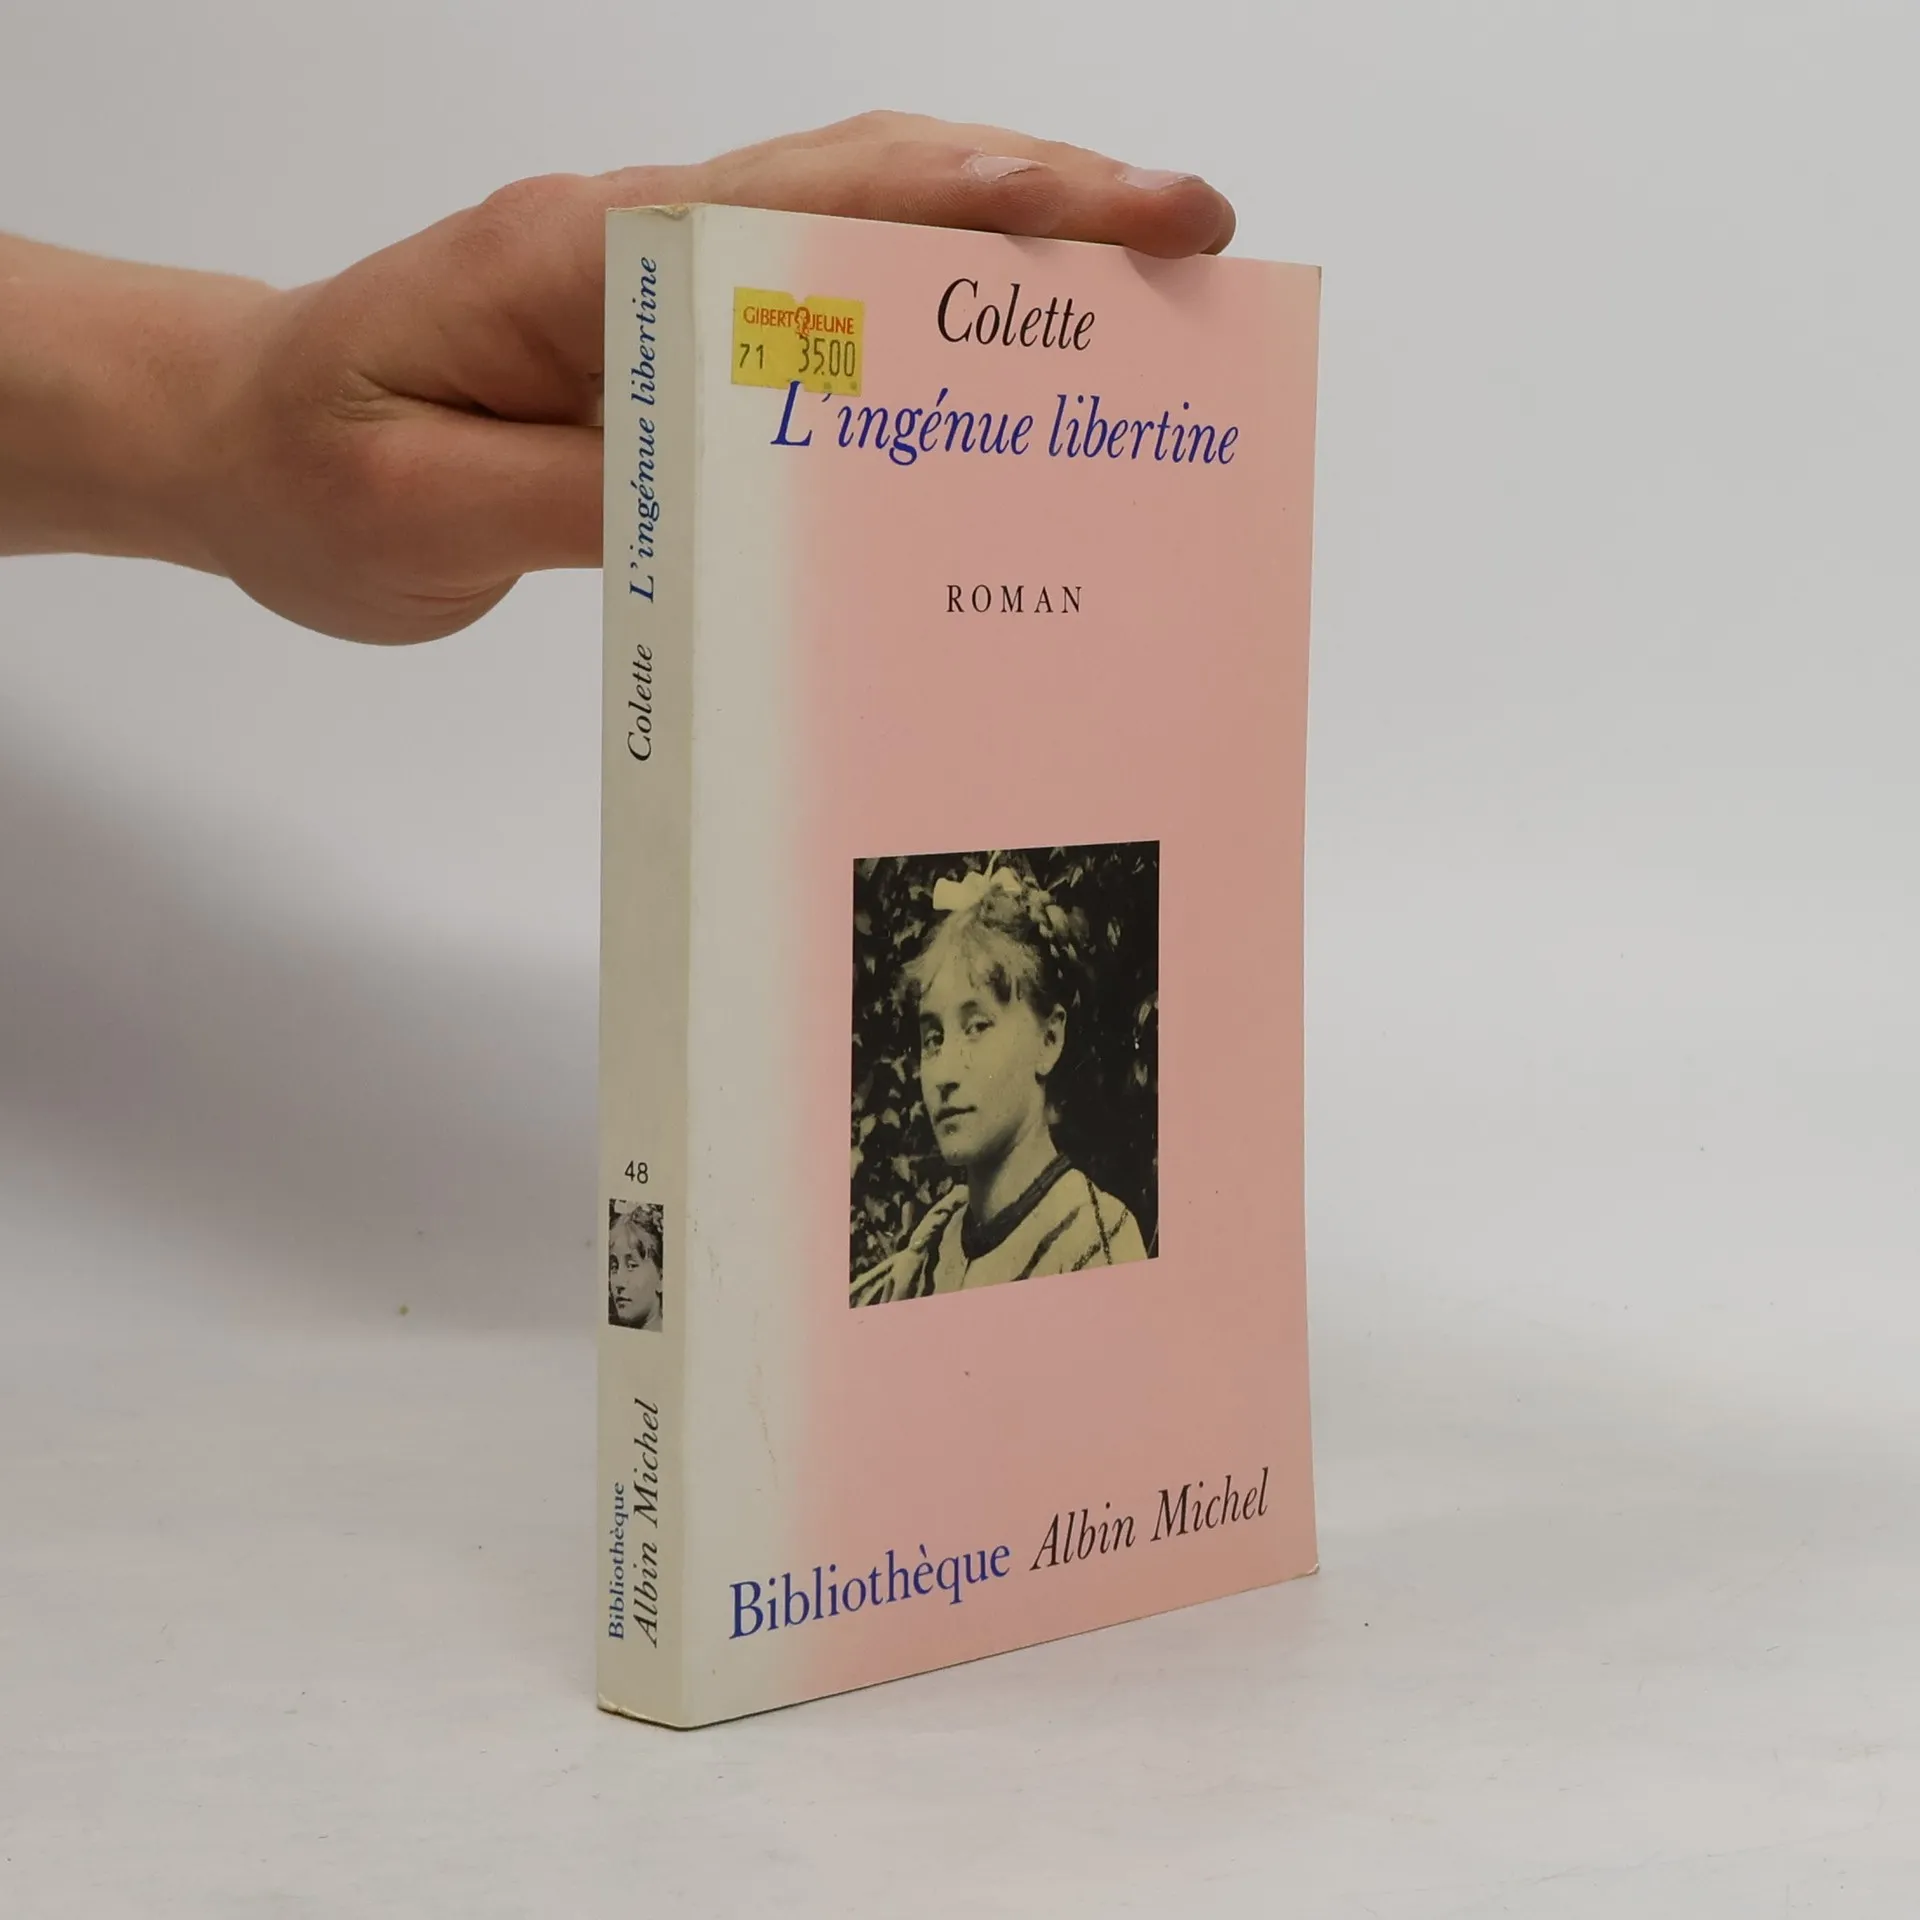 L'ingénue libertine
Colette
48
Bibliothèque
Albin Michel
GIBERT JEUNE
71 35.00
Colette
L'ingénue libertine
ROMAN
Bibliothèque Albin Michel